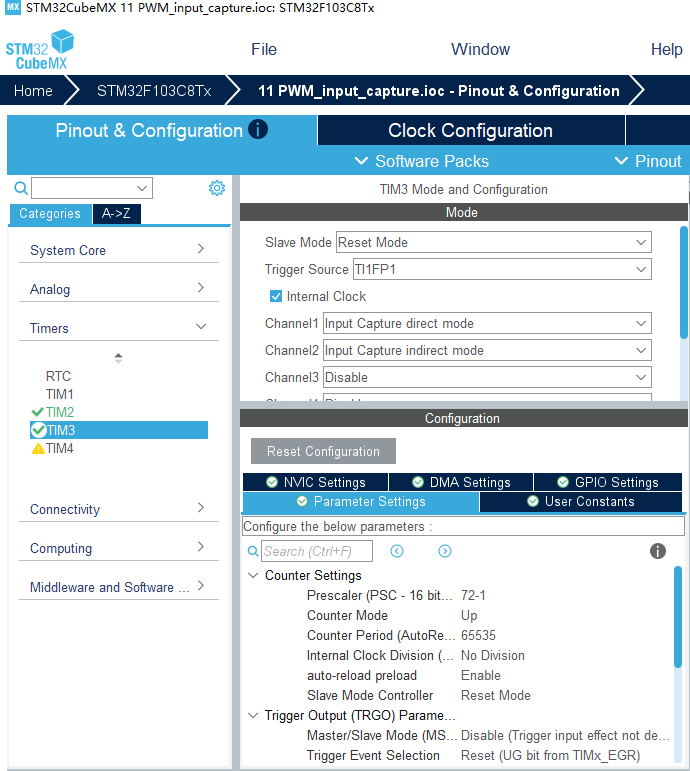 MX STM32CubeMX 11 PWM_input_capture.ioc: STM32F103C8Tx
STM32
CubeMX
File
Window
Help
Home
STM32F103C8Tx
11 PWM_input_capture.ioc - Pinout & Configuration
Pinout & Configuration i
Clock Configuration
Software Packs
Pinout
TIM3 Mode and Configuration
Categories
A->Z
Mode
System Core
Analog
Timers
RTC
TIM1
TIM2
TIM3
TIM4
Connectivity
Computing
Middleware and Software ...
Slave Mode Reset Mode
Trigger Source TI1FP1
Internal Clock
Channel1 Input Capture direct mode
Channel2 Input Capture indirect mode
Channel3 Disable
Configuration
Reset Configuration
NVIC Settings
DMA Settings
GPIO Settings
Parameter Settings
User Constants
Configure the below parameters :
Search (Ctrl+F)
i
Counter Settings
Prescaler (PSC - 16 bit... 72-1
Counter Mode Up
Counter Period (AutoRe... 65535
Internal Clock Division (... No Division
auto-reload preload Enable
Slave Mode Controller Reset Mode
Trigger Output (TRGO) Parame...
Master/Slave Mode (MS... Disable (Trigger input effect not de...
Trigger Event Selection Reset (UG bit from TIMx_EGR)